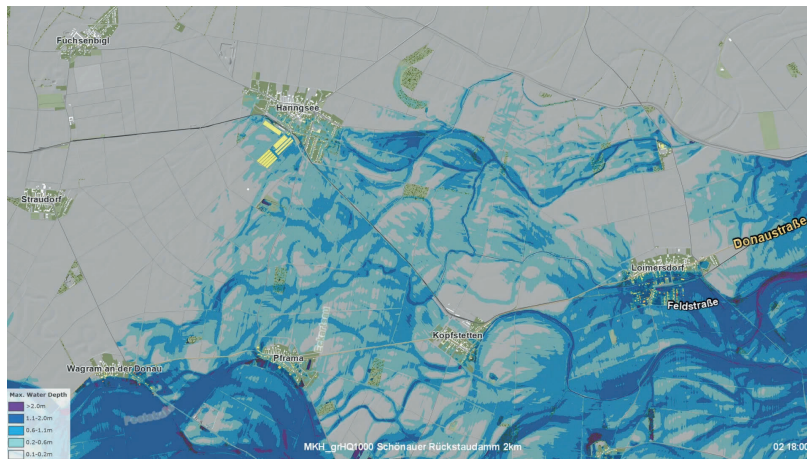 Fuchsenbigl
Haringsee
Straudorf
Donaustraße
Loimersdorf
Feldstraße
Kopfstetten
Pframa
Wagram an der Donau
Max. Water Depth
>2.0m
1.1-2.0m
0.6-1.1m
0.2-0.6m
0.1-0.2m
MKH_grHQ1000 Schönauer Rückstaudamm 2km
02 18:00